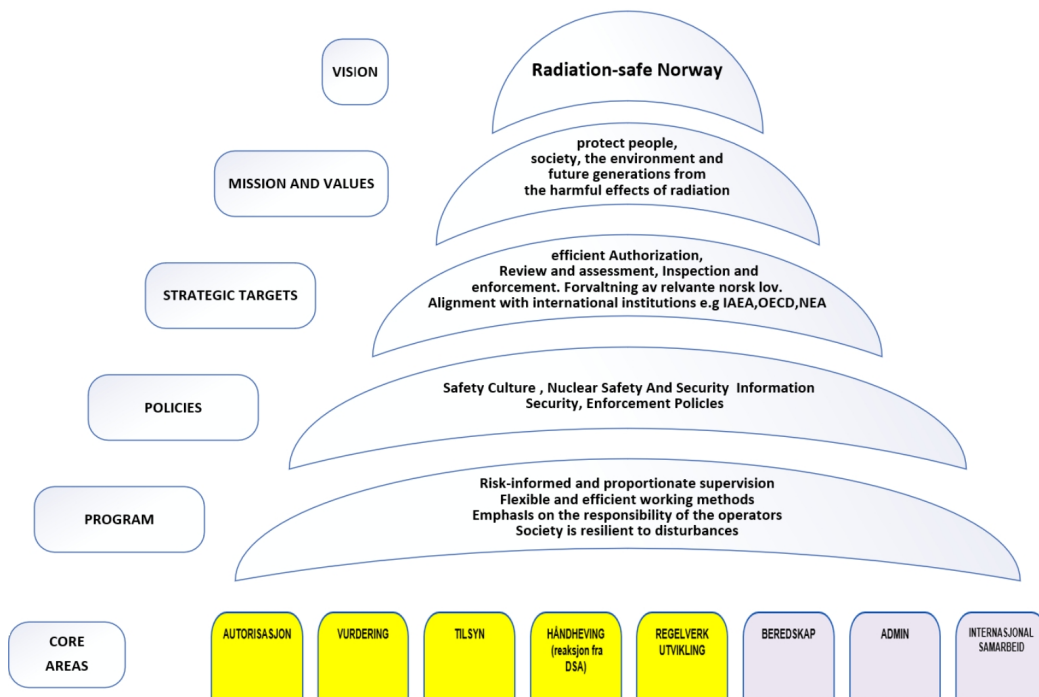 VISION
Radiation-safe Norway
MISSION AND VALUES
protect people,
society, the environment and
future generations from
the harmful effects of radiation
STRATEGIC TARGETS
efficient Authorization,
Review and assessment, Inspection and
enforcement. Forvaltning av relvante norsk lov.
Alignment with international institutions e.g IAEA,OECD,NEA
POLICIES
Safety Culture , Nuclear Safety And Security Information
Security, Enforcement Policies
PROGRAM
Risk-informed and proportionate supervision
Flexible and efficient working methods
Emphasis on the responsibility of the operators
Society is resilient to disturbances
CORE
AREAS
AUTORISASJON
VURDERING
TILSYN
HÅNDHEVING
(reaksjon fra
DSA)
REGELVERK
UTVIKLING
BEREDSKAP
ADMIN
INTERNASJONAL
SAMARBEID